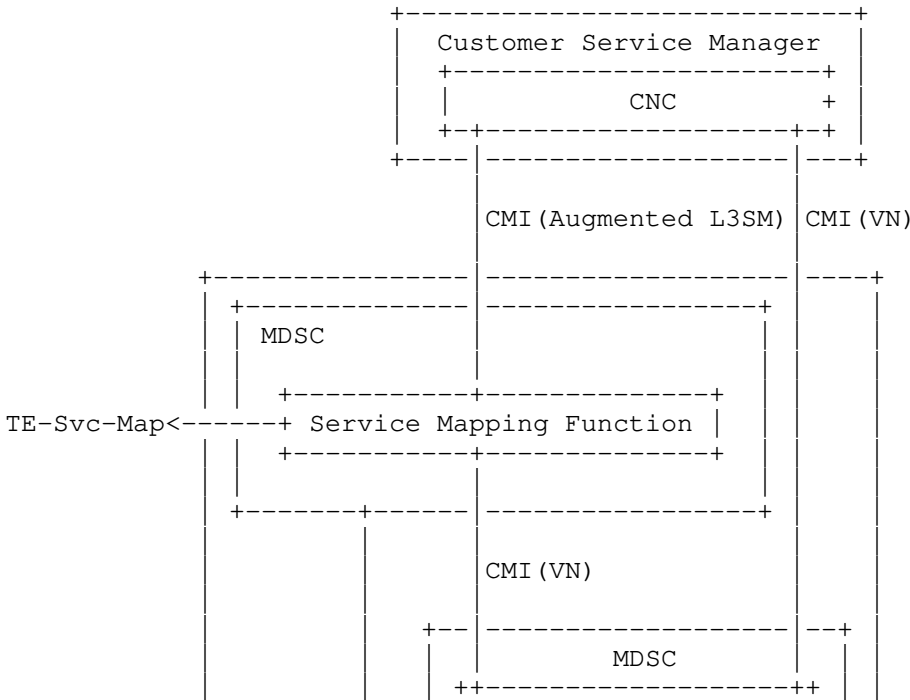 Customer Service Manager
CNC
CMI(Augmented L3SM) CMI(VN)
MDSC
TE-Svc-Map<------+ Service Mapping Function
CMI(VN)
MDSC